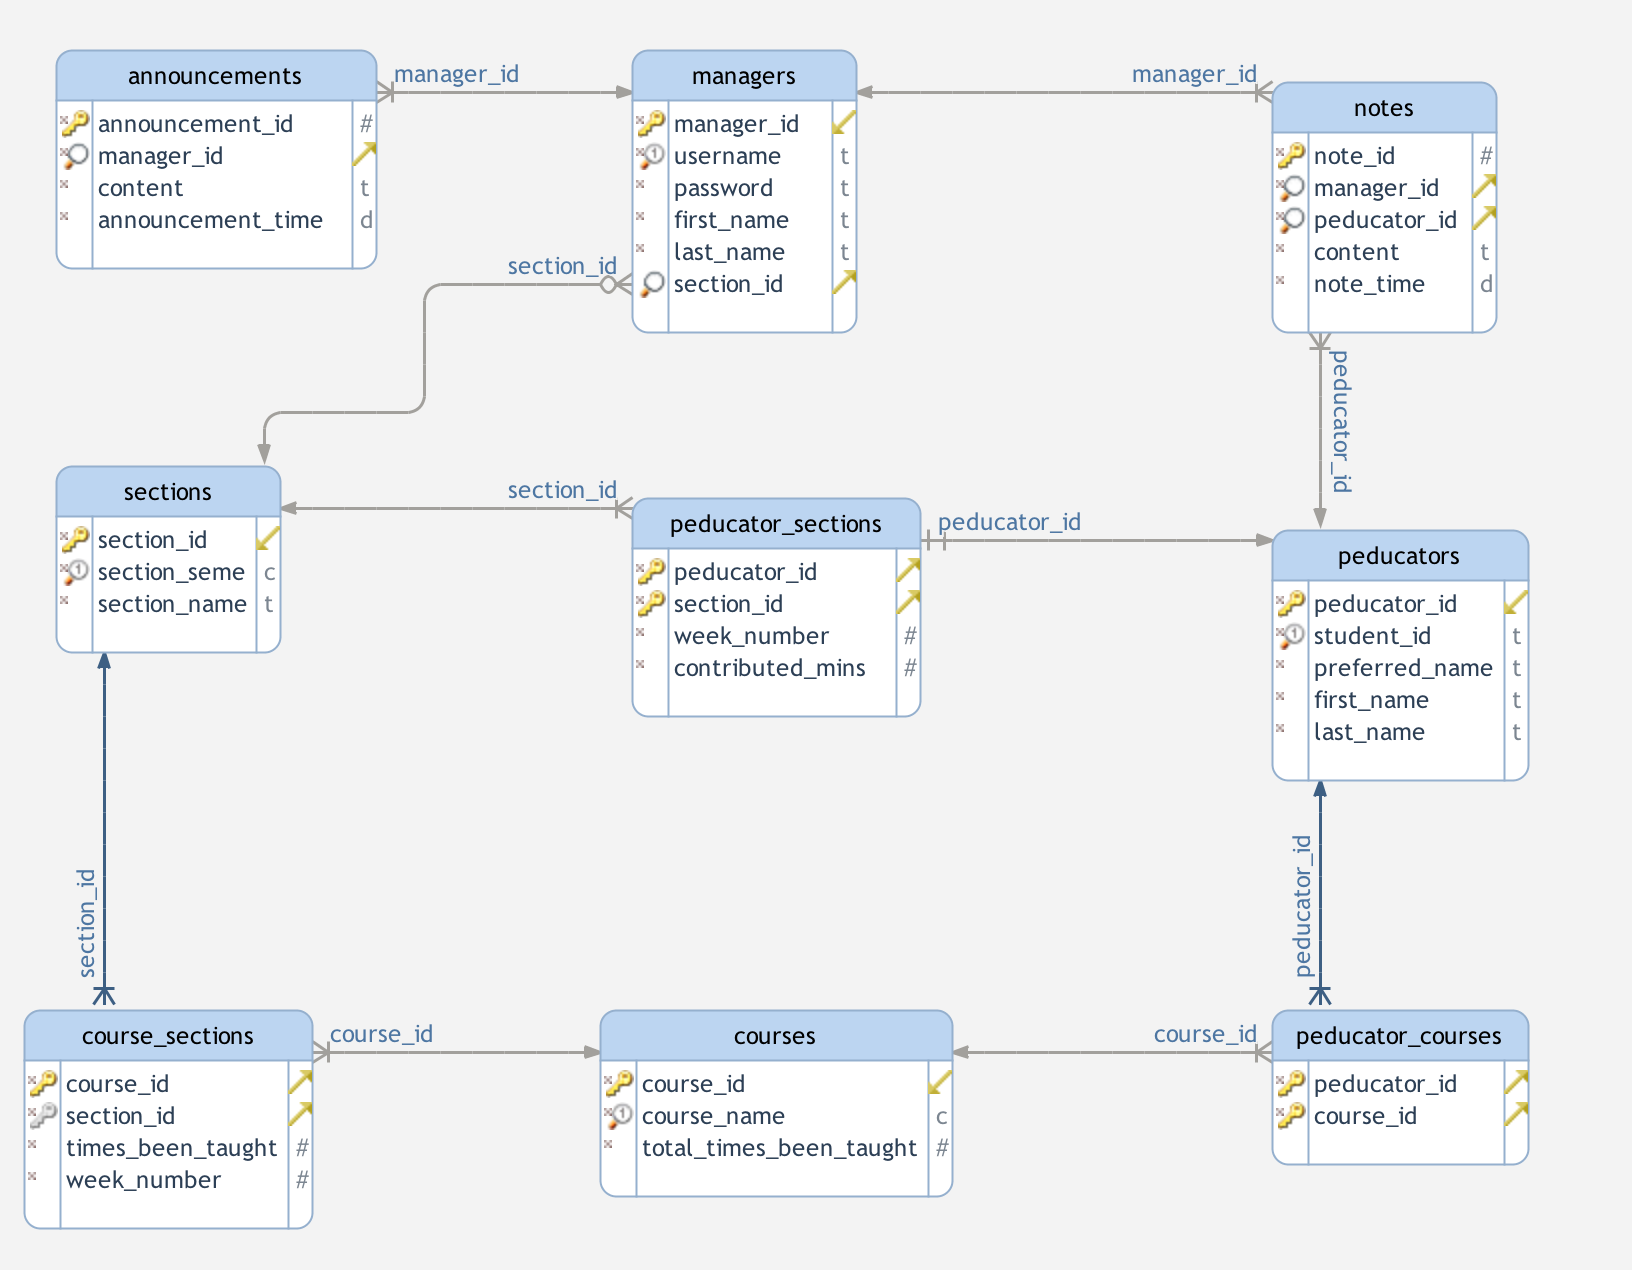 announcements
announcement_id #
manager_id
content t
announcement_time d
manager_id
managers
manager_id
username t
password t
first_name t
last_name t
section_id
manager_id
notes
note_id #
manager_id
peducator_id
content t
note_time d
section_id
peducator_id
sections
section_id
section_seme c
section_name t
section_id
peducator_sections
peducator_id
section_id
week_number #
contributed_mins #
peducator_id
peducators
peducator_id
student_id t
preferred_name t
first_name t
last_name t
section_id
peducator_id
course_sections
course_id
section_id
times_been_taught #
week_number #
course_id
courses
course_id
course_name c
total_times_been_taught #
course_id
peducator_courses
peducator_id
course_id